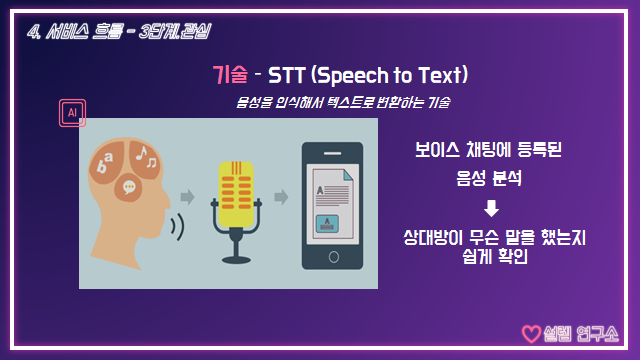 4. 서비스 흐름 - 3단계.관심
기술 - STT (Speech to Text)
음성을 인식해서 텍스트로 변환하는 기술
AI
ba
A
A
보이스 채팅에 등록된
음성 분석
상대방이 무슨 말을 했는지
쉽게 확인
설렘 연구소